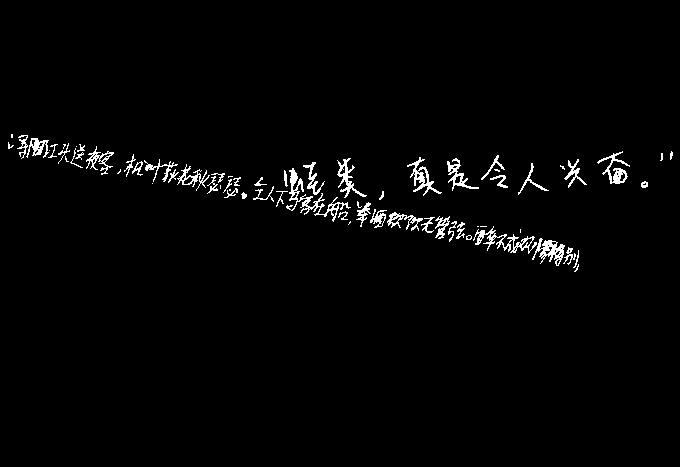 浔阳江头送夜客，枫叶荻花秋瑟瑟。主人下马客在船，举酒欲饮无管弦。醉不成欢惨将别，
类，真是令人兴奋。”